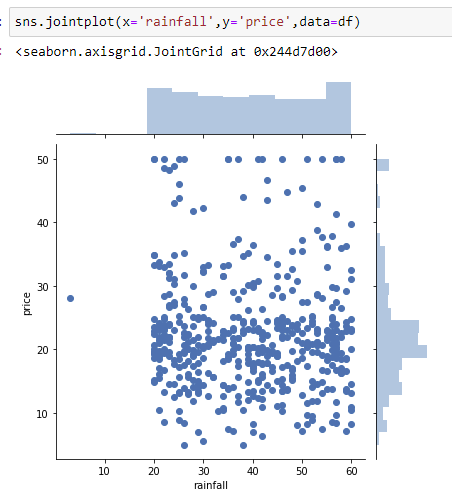 sns.jointplot(x='rainfall',y='price',data=df)
<seaborn.axisgrid.JointGrid at 0x244d7d00>
50
40
30
20
10
price
10 20 30 40 50 60
rainfall